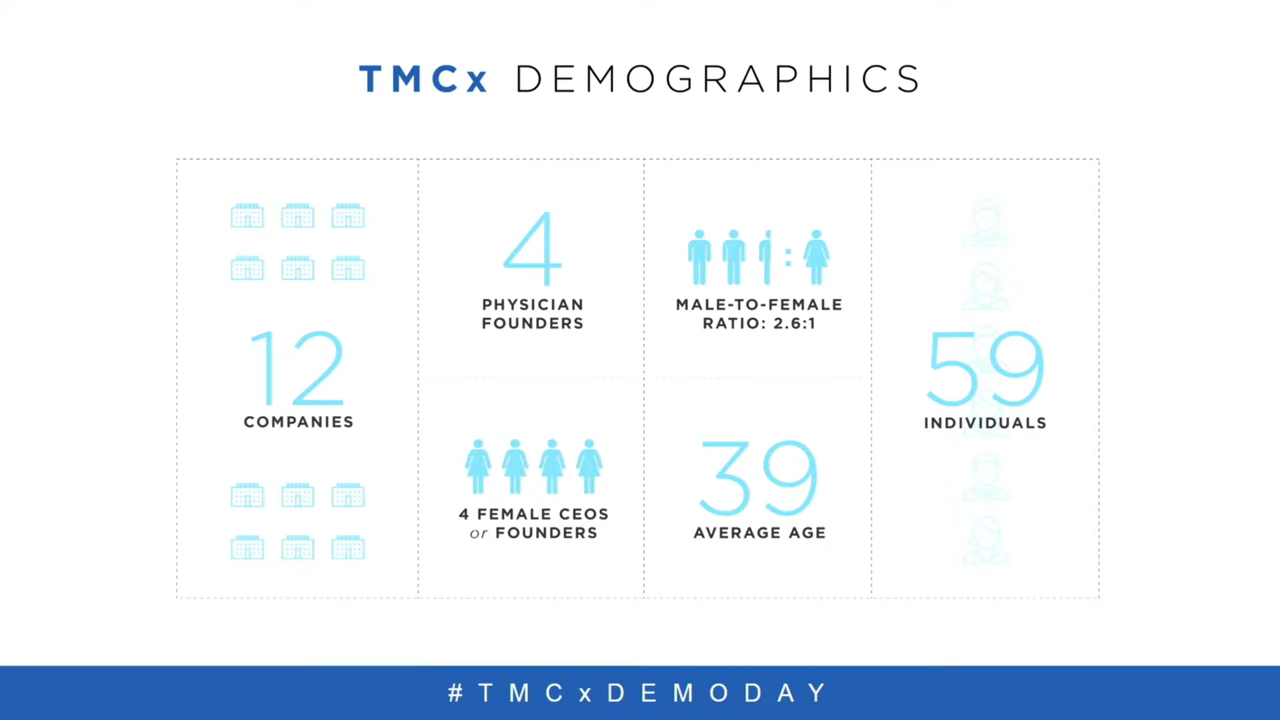 TMCx DEMOGRAPHICS
12
COMPANIES
4
PHYSICIAN
FOUNDERS
4 FEMALE CEOS
or FOUNDERS
:
MALE-TO-FEMALE
RATIO: 2.6:1
39
AVERAGE AGE
59
INDIVIDUALS
#TMCxDEMODAY